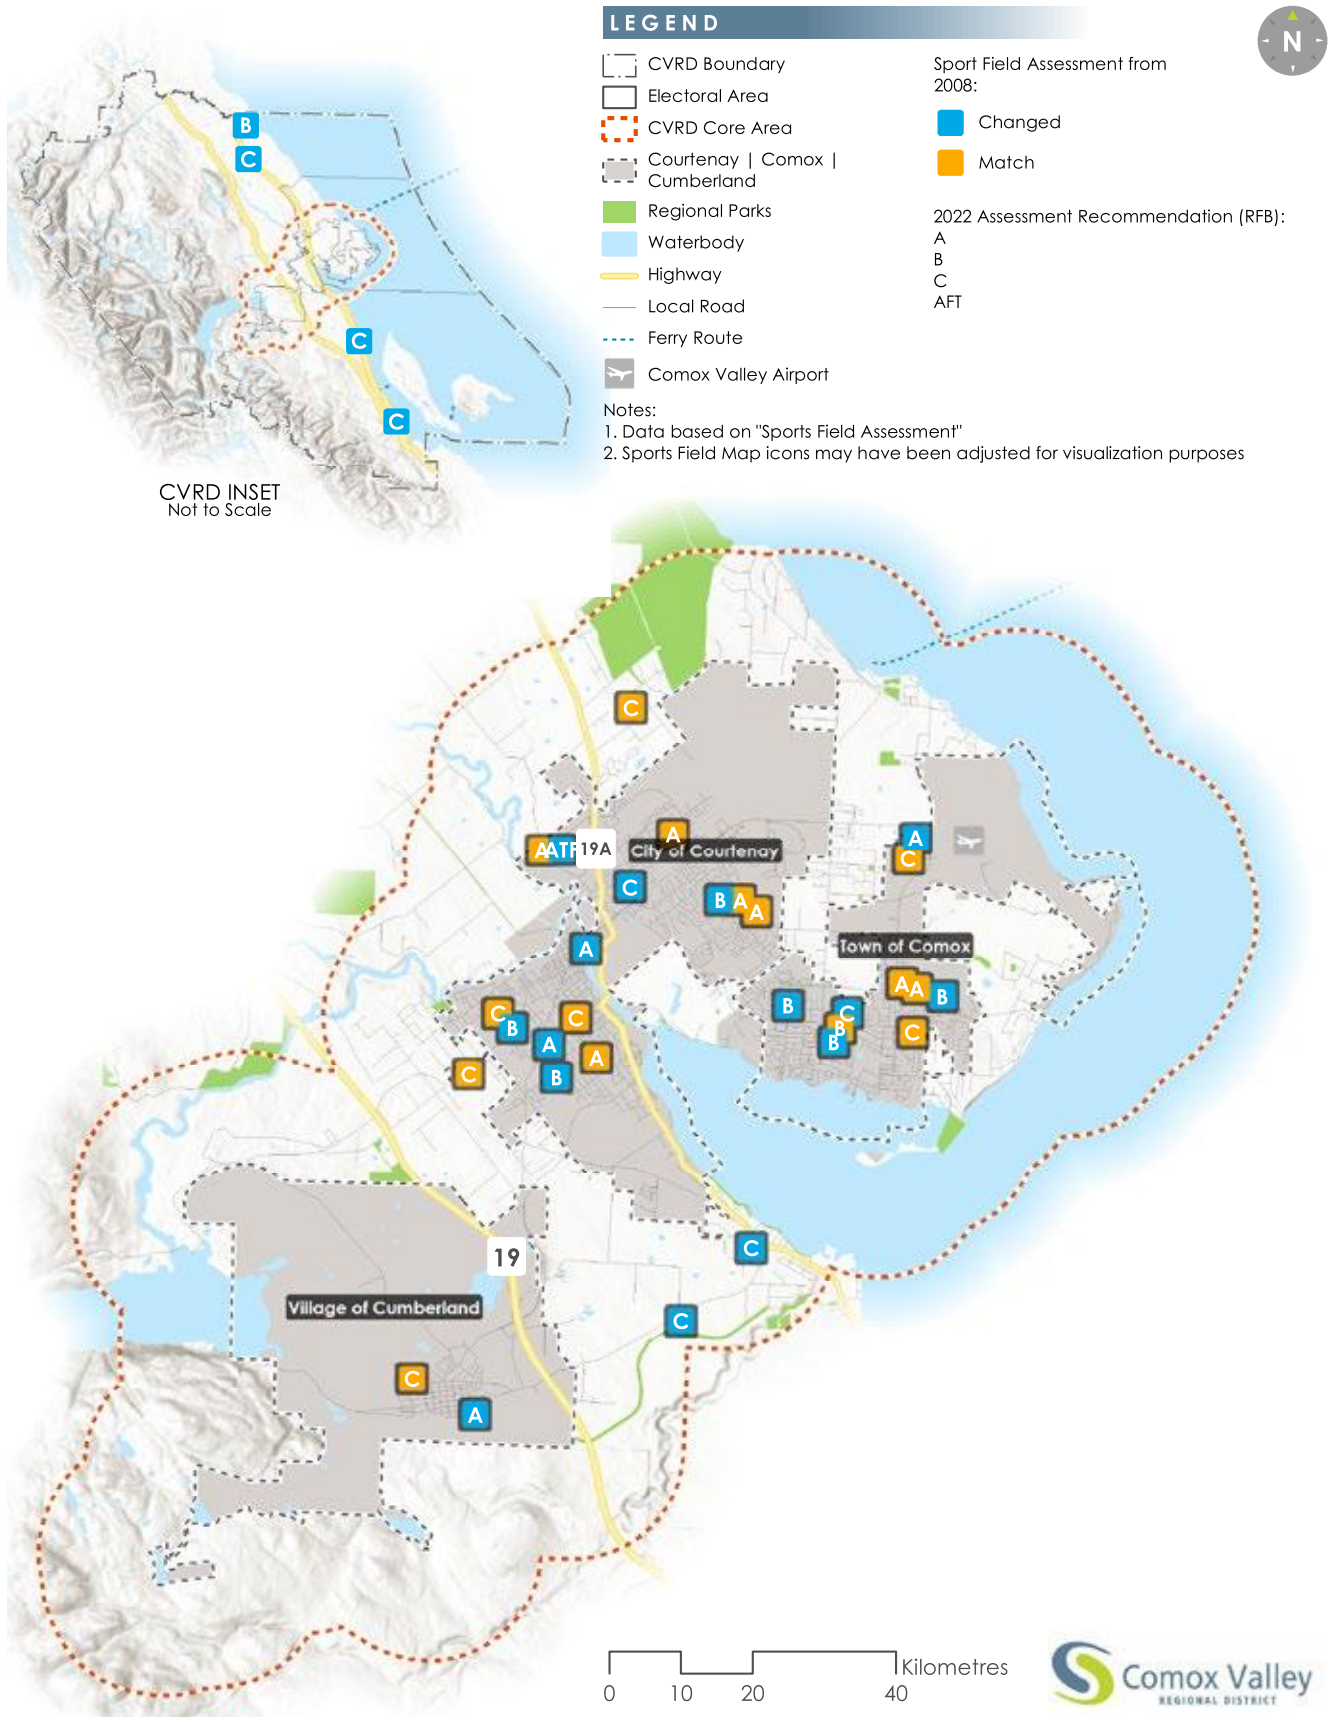 LEGEND
N
CVRD Boundary
Electoral Area
CVRD Core Area
Courtenay | Comox |
Cumberland
Regional Parks
Waterbody
Highway
Local Road
Ferry Route
Comox Valley Airport
Sport Field Assessment from
2008:
Changed
Match
2022 Assessment Recommendation (RFB):
A
B
C
AFT
Notes:
1. Data based on "Sports Field Assessment"
2. Sports Field Map icons may have been adjusted for visualization purposes
B
C
C
C
CVRD INSET
Not to Scale
C
A
A
ATF
19A
City of Courtenay
A
C
C
B
A
A
A
Town of Comox
A
A
B
B
C
B
B
C
C
B
C
A
A
C
B
C
19
C
Village of Cumberland
C
A
Kilometres
0
10
20
40
Comox Valley
REGIONAL DISTRICT